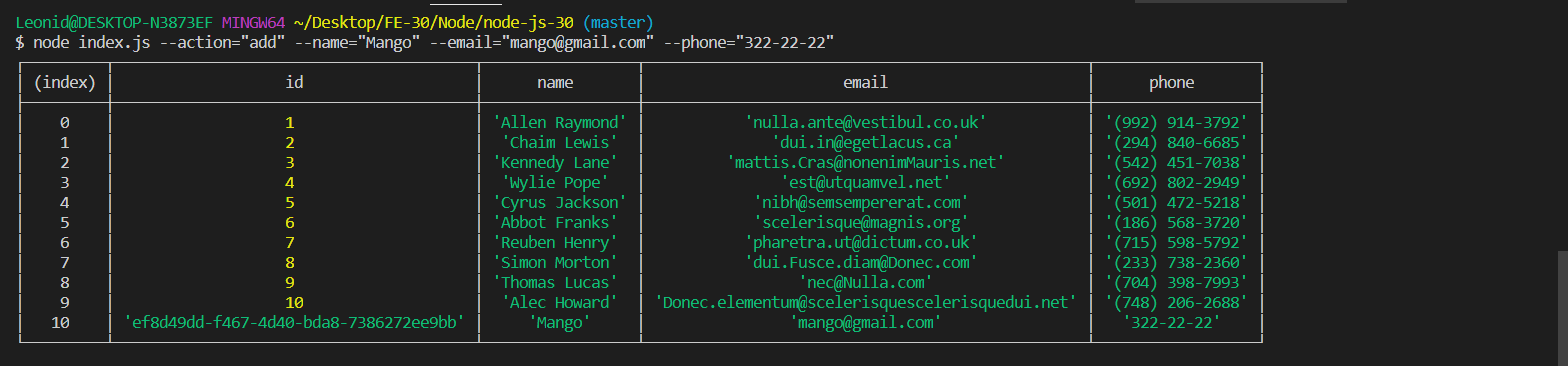 Leonid@DESKTOP-N3873EF MINGW64 ~/Desktop/FE-30/Node/node-js-30 (master)
$ node index.js --action="add" --name="Mango" --email="mango@gmail.com" --phone="322-22-22"
(index) id name email phone
0 1 'Allen Raymond' 'nulla.ante@vestibul.co.uk' '(992) 914-3792'
1 2 'Chaim Lewis' 'dui.in@egetlacus.ca' '(294) 840-6685'
2 3 'Kennedy Lane' 'mattis.Cras@nonenimMauris.net' '(542) 451-7038'
3 4 'Wylie Pope' 'est@utquamvel.net' '(692) 802-2949'
4 5 'Cyrus Jackson' 'nibh@semsempererat.com' '(501) 472-5218'
5 6 'Abbot Franks' 'scelerisque@magnis.org' '(186) 568-3720'
6 7 'Reuben Henry' 'pharetra.ut@dictum.co.uk' '(715) 598-5792'
7 8 'Simon Morton' 'dui.Fusce.diam@Donec.com' '(233) 738-2360'
8 9 'Thomas Lucas' 'nec@Nulla.com' '(704) 398-7993'
9 10 'Alec Howard' 'Donec.elementum@scelerisquescelerisquedui.net' '(748) 206-2688'
10 'ef8d49dd-f467-4d40-bda8-7386272ee9bb' 'Mango' 'mango@gmail.com' '322-22-22'